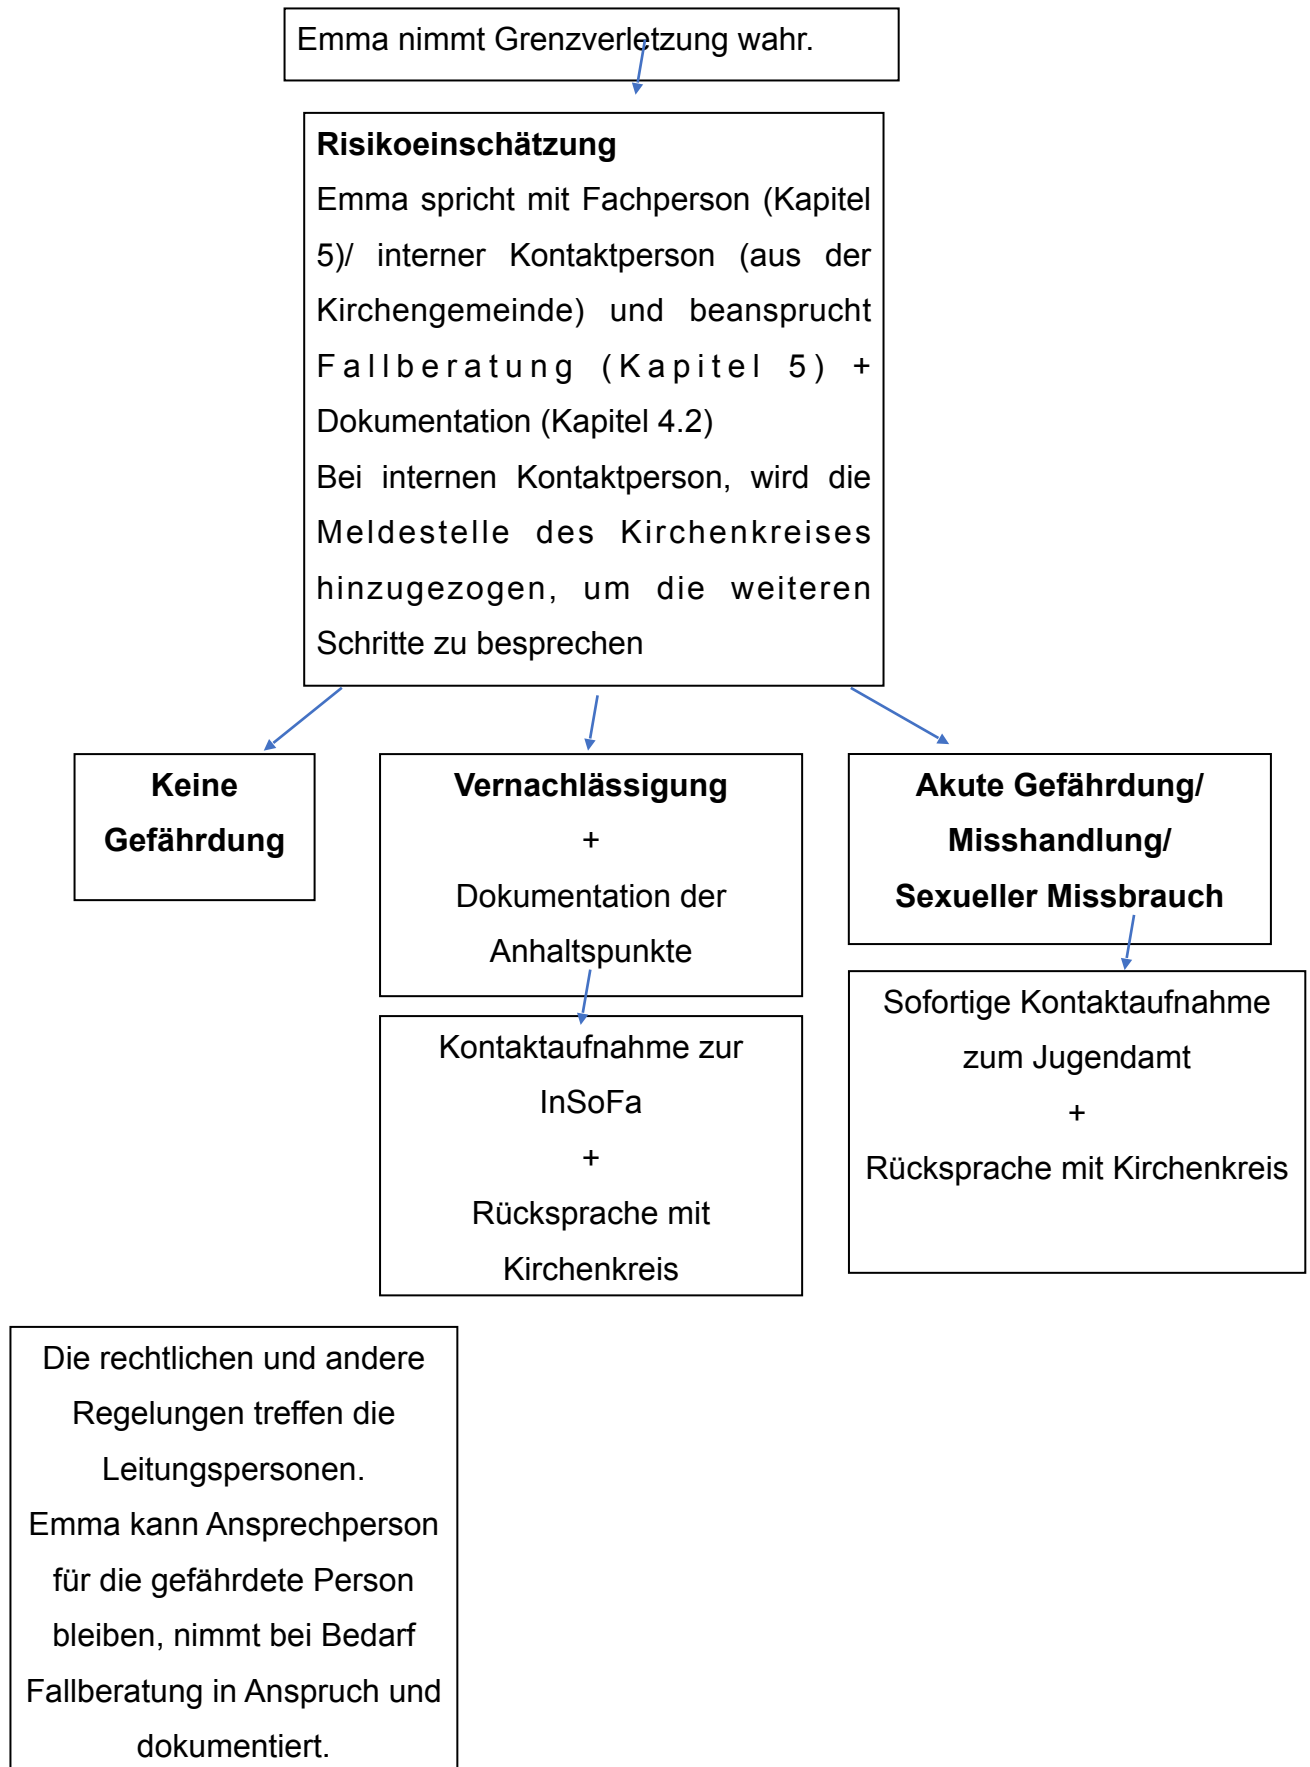 Emma nimmt Grenzverletzung wahr.
Risikoeinschätzung
Emma spricht mit Fachperson (Kapitel
5)/ interner Kontaktperson (aus der
Kirchengemeinde) und beansprucht
Fallberatung (Kapitel 5) +
Dokumentation (Kapitel 4.2)
Bei internen Kontaktperson, wird die
Meldestelle des Kirchenkreises
hinzugezogen, um die weiteren
Schritte zu besprechen
Keine
Gefährdung
Vernachlässigung
+
Dokumentation der
Anhaltspunkte
Kontaktaufnahme zur
InSoFa
+
Rücksprache mit
Kirchenkreis
Akute Gefährdung/
Misshandlung/
Sexueller Missbrauch
Sofortige Kontaktaufnahme
zum Jugendamt
+
Rücksprache mit Kirchenkreis
Die rechtlichen und andere
Regelungen treffen die
Leitungspersonen.
Emma kann Ansprechperson
für die gefährdete Person
bleiben, nimmt bei Bedarf
Fallberatung in Anspruch und
dokumentiert.